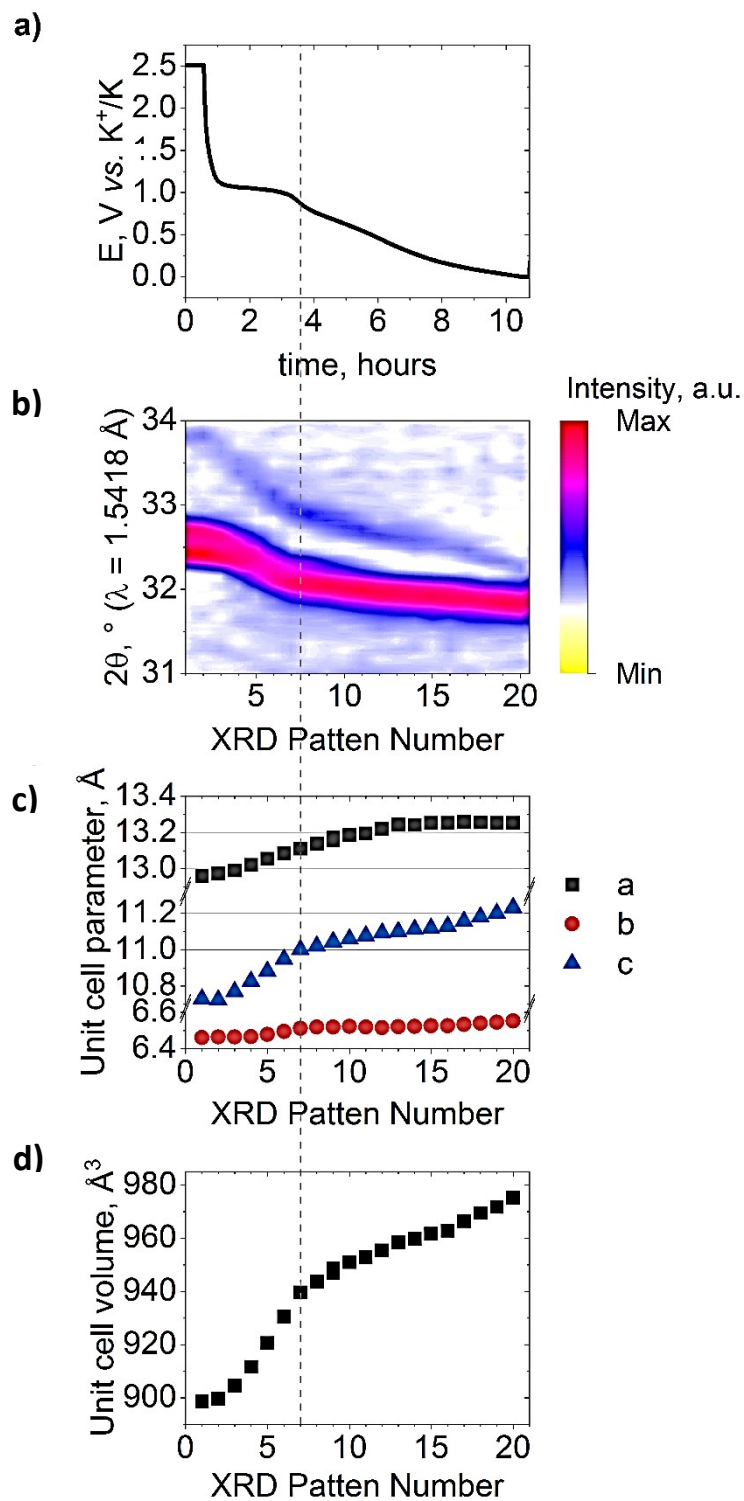 a)
E, V vs. K⁺/K
2.5
2.0
1.5
1.0
0.5
0.0
0 2 4 6 8 10
time, hours
b)
2θ, ° (λ = 1.5418 Å)
34
33
32
31
5 10 15 20
XRD Patten Number
Intensity, a.u.
Max
Min
c)
Unit cell parameter, Å
13.4
13.2
13.0
11.2
11.0
10.8
6.6
6.4
0 5 10 15 20
XRD Patten Number
a
b
c
d)
Unit cell volume, Å³
980
960
940
920
900
0 5 10 15 20
XRD Patten Number